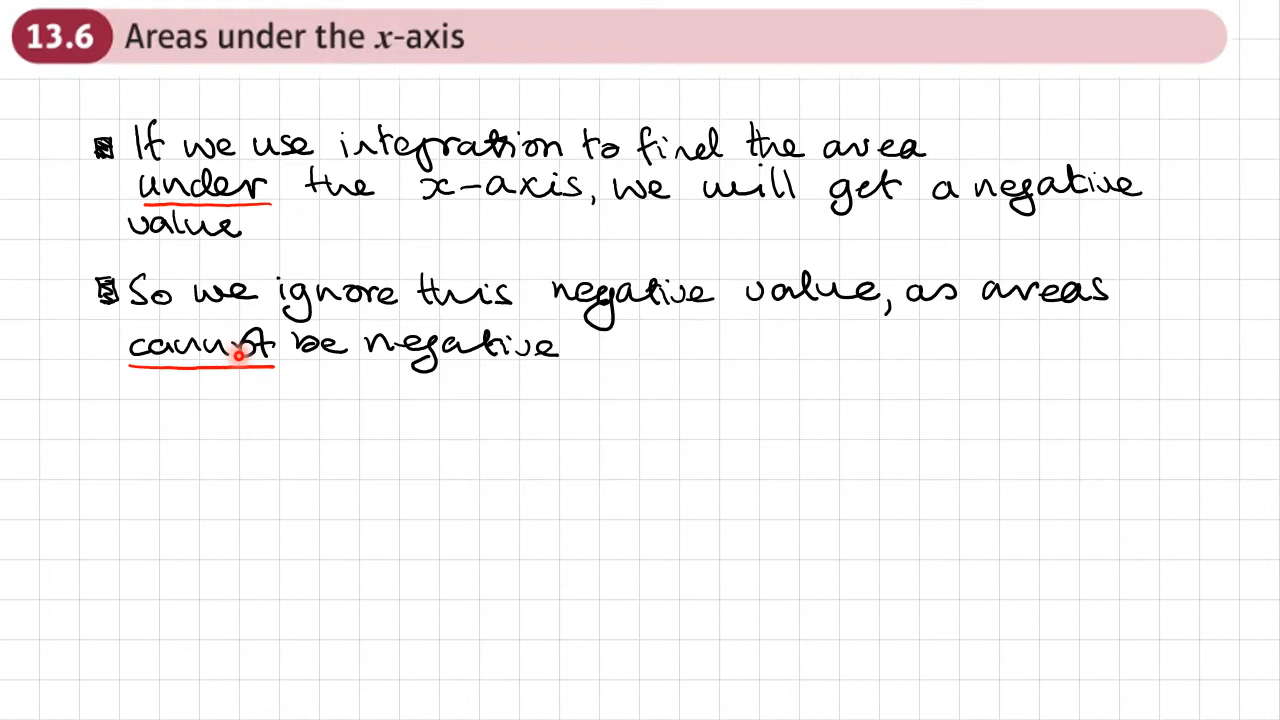 13.6 Areas under the x-axis
If we use integration to find the area
under the x-axis, we will get a negative
value
So we ignore this negative value, as areas
cannot be negative